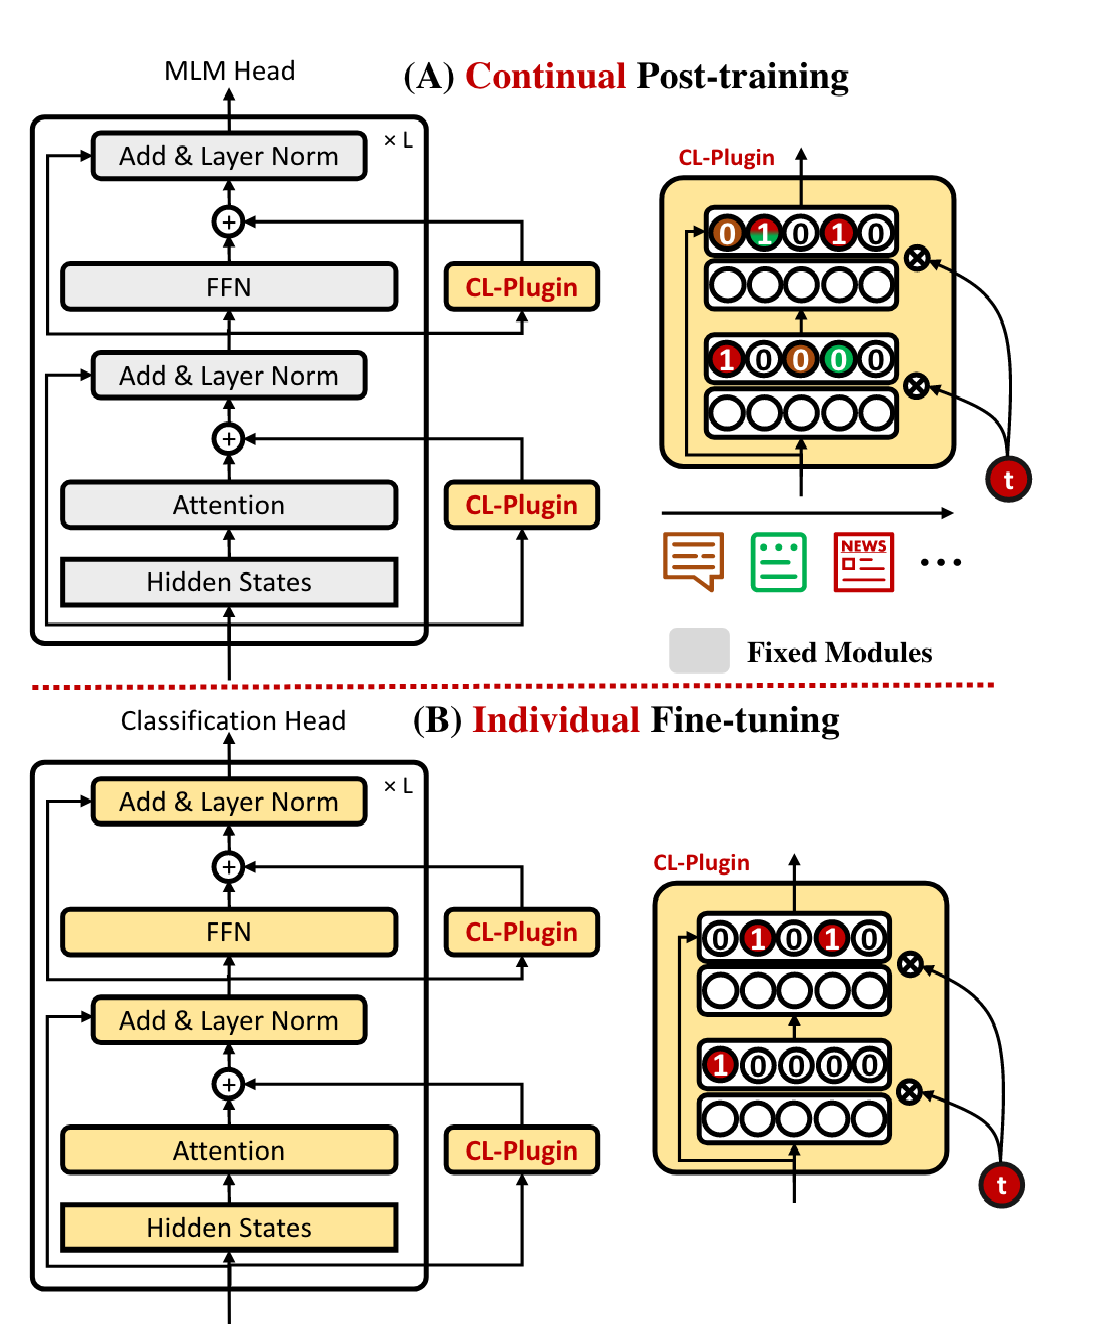 MLM Head
(A) Continual Post-training
× L
Add & Layer Norm
+
FFN
CL-Plugin
Add & Layer Norm
+
Attention
CL-Plugin
Hidden States
CL-Plugin
0 1 0 1 0
1 0 0 0 0
t
NEWS
...
Fixed Modules
Classification Head
(B) Individual Fine-tuning
× L
Add & Layer Norm
+
FFN
CL-Plugin
Add & Layer Norm
+
Attention
CL-Plugin
Hidden States
CL-Plugin
0 1 0 1 0
1 0 0 0 0
t